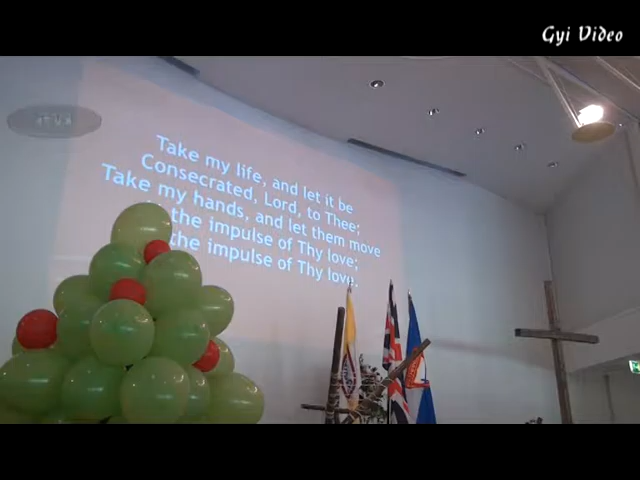 Gyi Video
Take my life, and let it be
Consecrated, Lord, to Thee;
Take my hands, and let them move
the impulse of Thy love;
the impulse of Thy love.